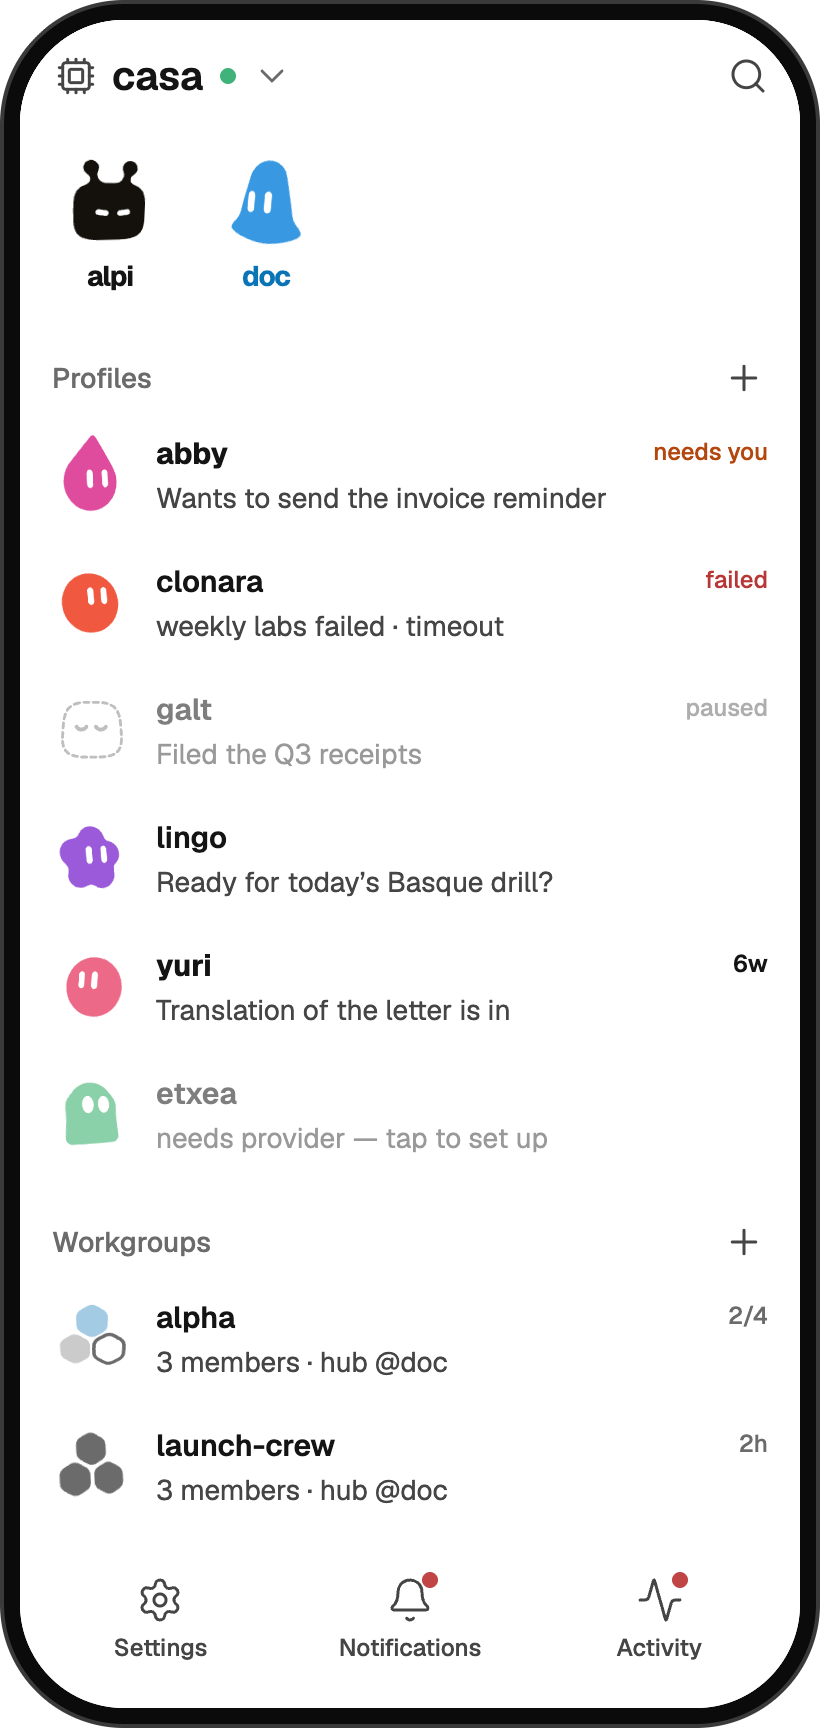 casa
alpi
doc
Profiles
abby
needs you
Wants to send the invoice reminder
clonara
failed
weekly labs failed · timeout
galt
paused
Filed the Q3 receipts
lingo
Ready for today’s Basque drill?
yuri
6w
Translation of the letter is in
etxea
needs provider — tap to set up
Workgroups
alpha
2/4
3 members · hub @doc
launch-crew
2h
3 members · hub @doc
Settings
Notifications
Activity